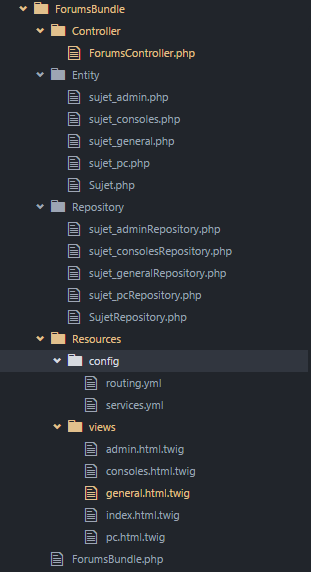 ForumsBundle
Controller
ForumsController.php
Entity
sujet_admin.php
sujet_consoles.php
sujet_general.php
sujet_pc.php
Sujet.php
Repository
sujet_adminRepository.php
sujet_consolesRepository.php
sujet_generalRepository.php
sujet_pcRepository.php
SujetRepository.php
Resources
config
routing.yml
services.yml
views
admin.html.twig
consoles.html.twig
general.html.twig
index.html.twig
pc.html.twig
ForumsBundle.php